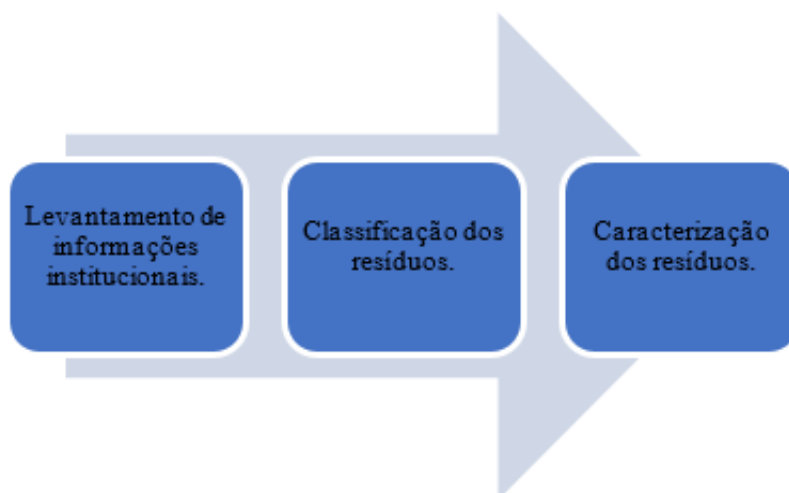 Levantamento de
informações
institucionais.
Classificação dos
resíduos.
Caracterização
dos resíduos.